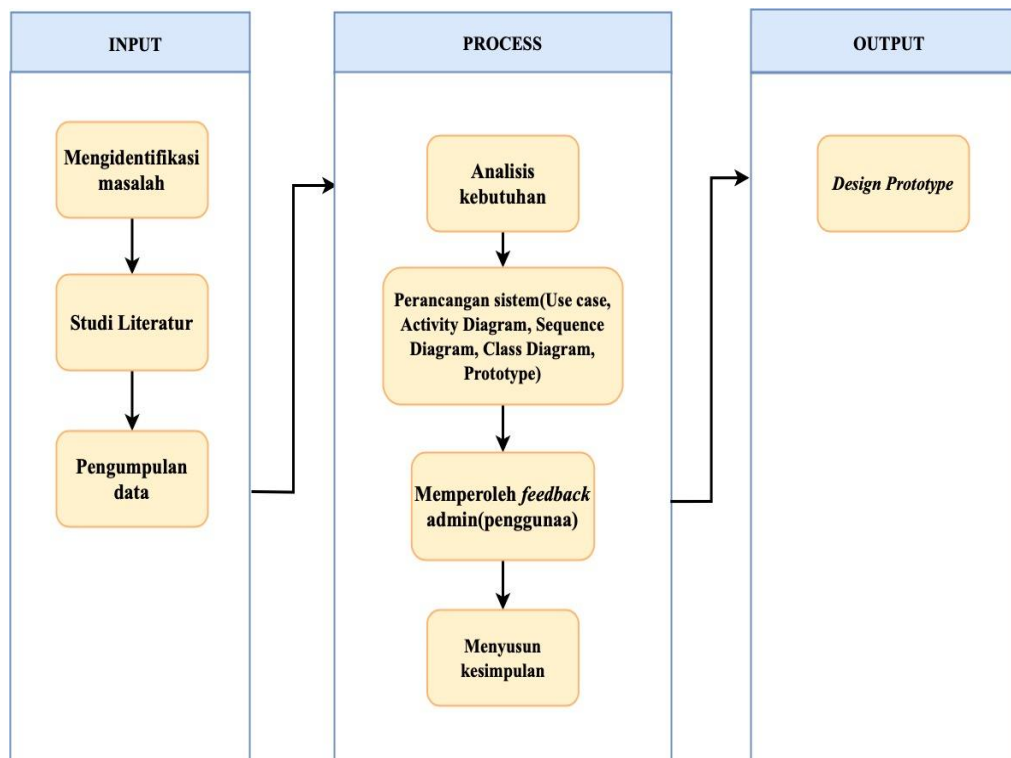 INPUT
Mengidentifikasi
masalah
Studi Literatur
Pengumpulan
data
PROCESS
Analisis
kebutuhan
Perancangan sistem(Use case,
Activity Diagram, Sequence
Diagram, Class Diagram,
Prototype)
Memperoleh feedback
admin(penggunaa)
Menyusun
kesimpulan
OUTPUT
Design Prototype